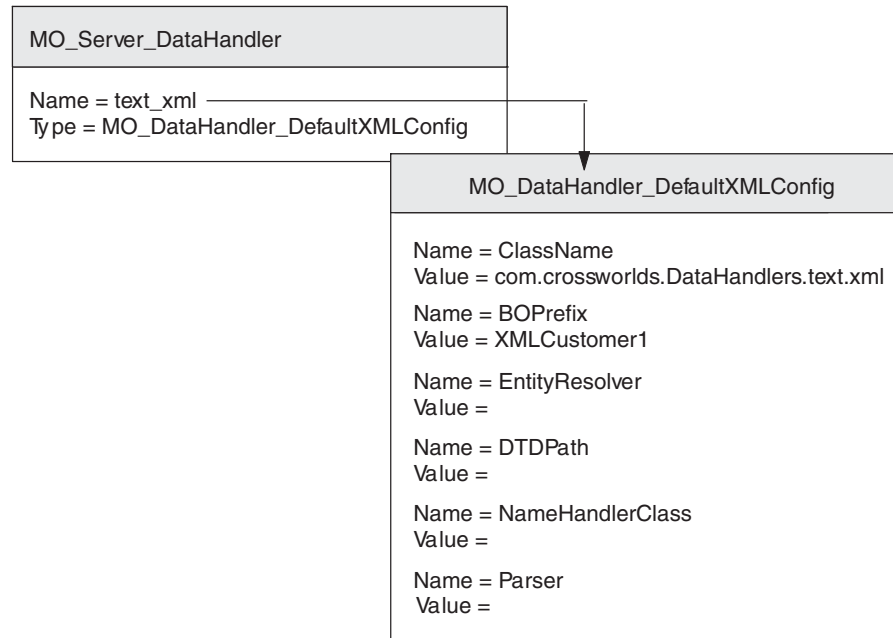 MO_Server_DataHandler
Name = text_xml
Type = MO_DataHandler_DefaultXMLConfig
MO_DataHandler_DefaultXMLConfig
Name = ClassName
Value = com.crossworlds.DataHandlers.text.xml
Name = BOPrefix
Value = XMLCustomer1
Name = EntityResolver
Value =
Name = DTDPath
Value =
Name = NameHandlerClass
Value =
Name = Parser
Value =